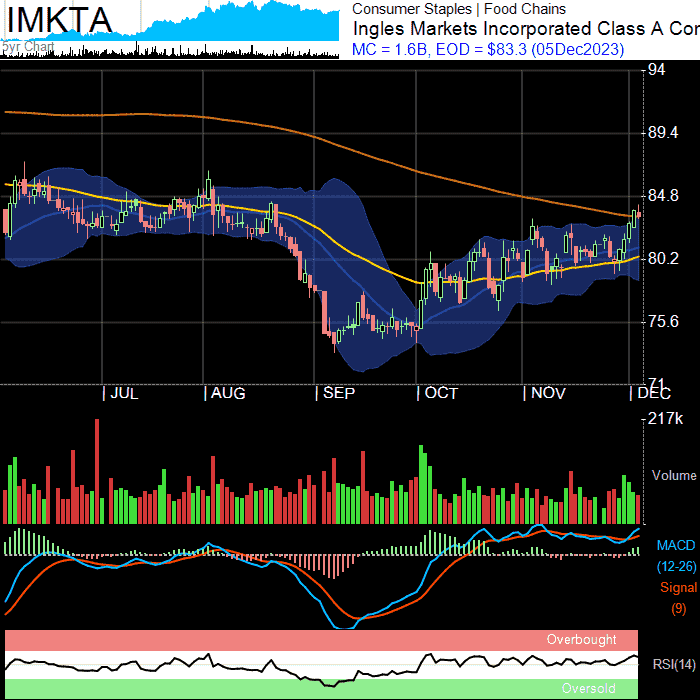 IMKTA
Consumer Staples | Food Chains
Ingles Markets Incorporated Class A Cor
MC = 1.6B, EOD = $83.3 (05Dec2023)
5yr Chart
94
89.4
84.8
80.2
75.6
71
JUL AUG SEP OCT NOV DEC
217k
Volume
MACD
(12-26)
Signal
(9)
Overbought
RSI(14)
Oversold